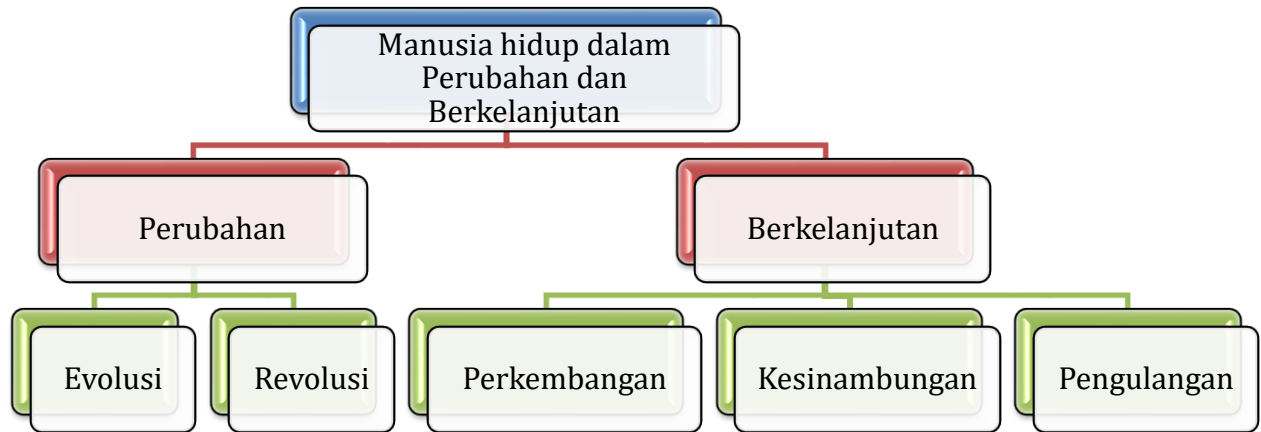 Manusia hidup dalam
Perubahan dan
Berkelanjutan
Perubahan
Berkelanjutan
Evolusi
Revolusi
Perkembangan
Kesinambungan
Pengulangan